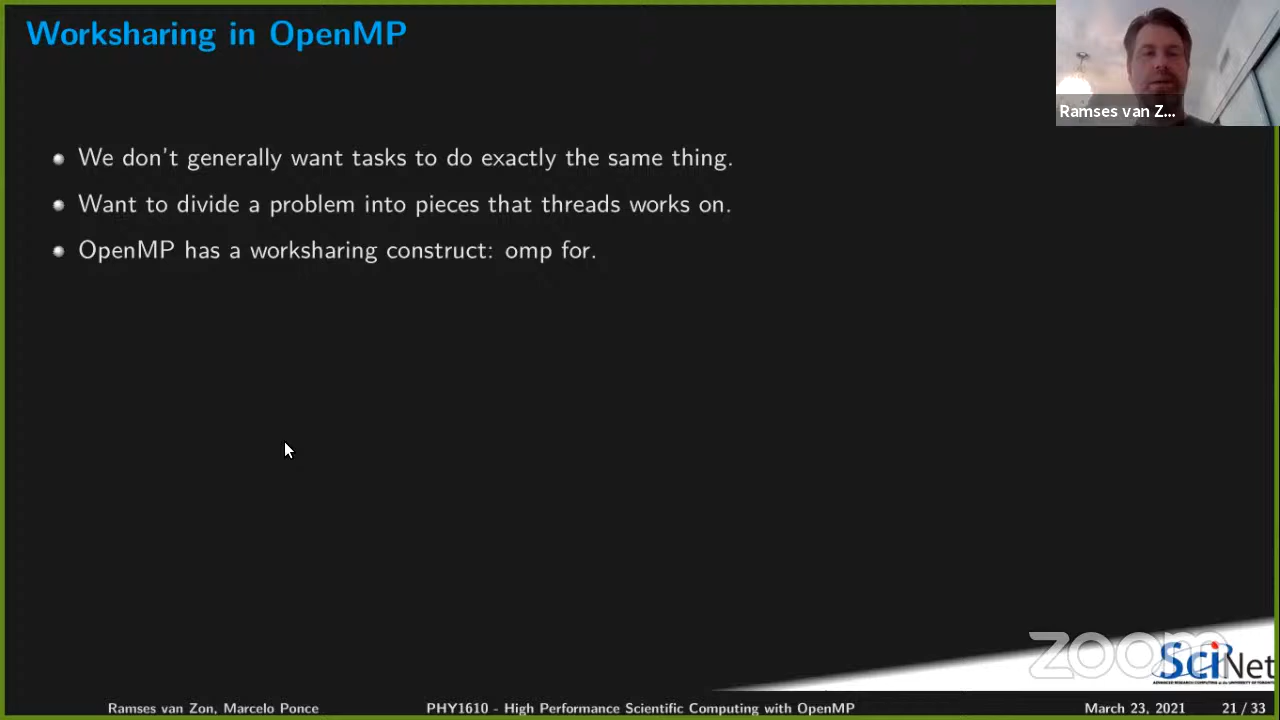 Worksharing in OpenMP
Ramses van Z...
We don't generally want tasks to do exactly the same thing.
Want to divide a problem into pieces that threads works on.
OpenMP has a worksharing construct: omp for.
zoom
SciNet
Ramses van Zon, Marcelo Ponce
PHY1610 - High Performance Scientific Computing with OpenMP
March 23, 2021
21 / 33